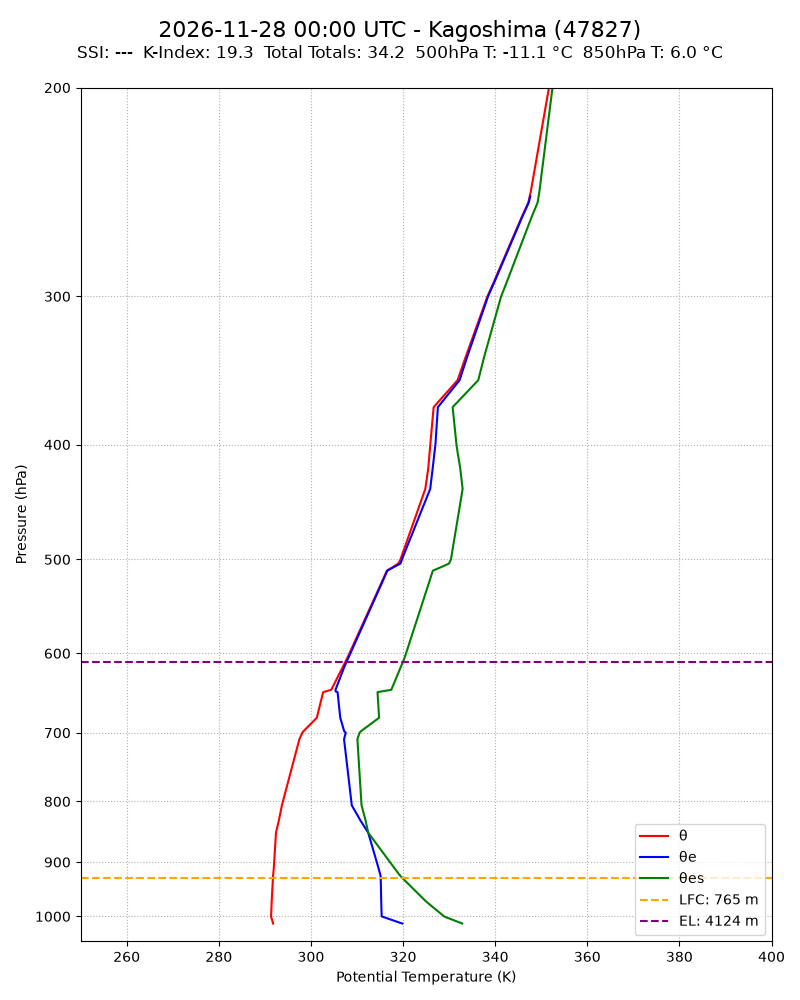 2026-11-28 00:00 UTC - Kagoshima (47827)
SSI: ---  K-Index: 19.3  Total Totals: 34.2  500hPa T: -11.1 °C  850hPa T: 6.0 °C
200
300
400
500
600
700
800
900
1000
Pressure (hPa)
θ
θe
θes
LFC: 765 m
EL: 4124 m
260 280 300 320 340 360 380 400
Potential Temperature (K)